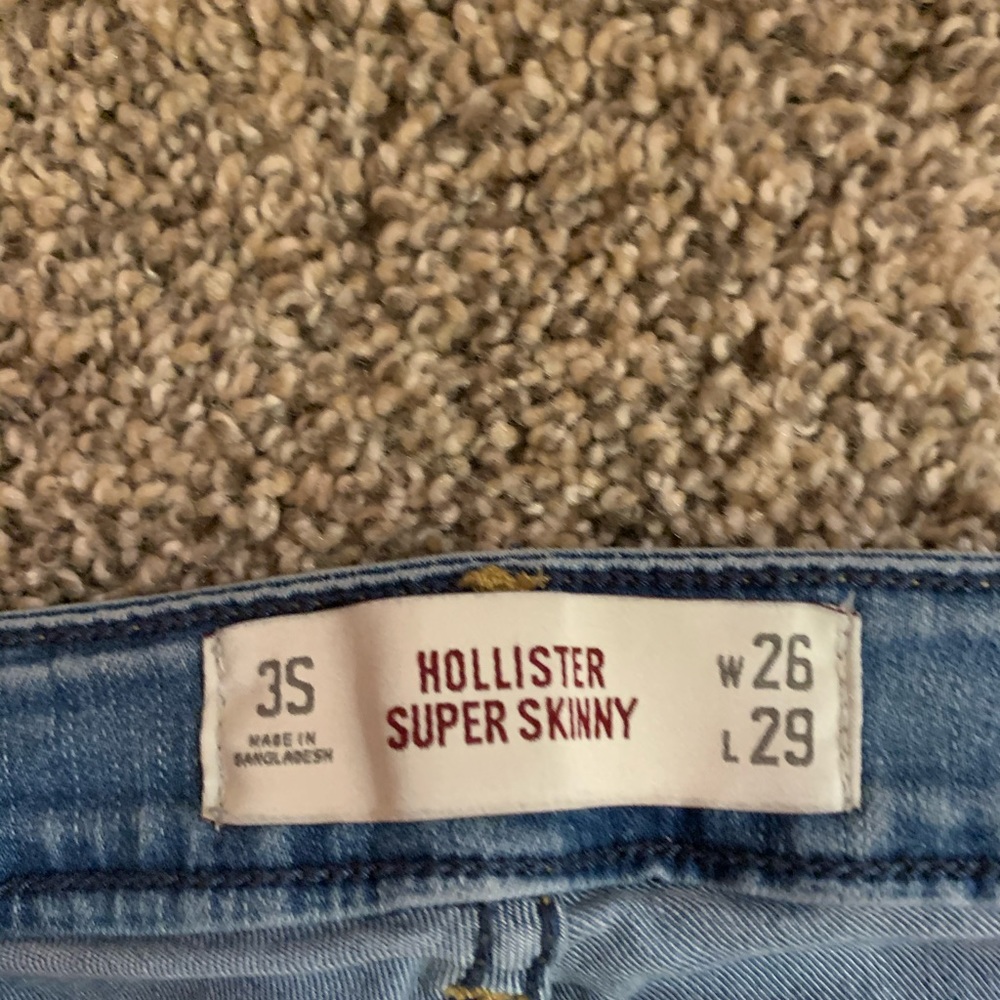 3S
MADE IN
BANGLADESH
HOLLISTER
SUPER SKINNY
W 26
L 29